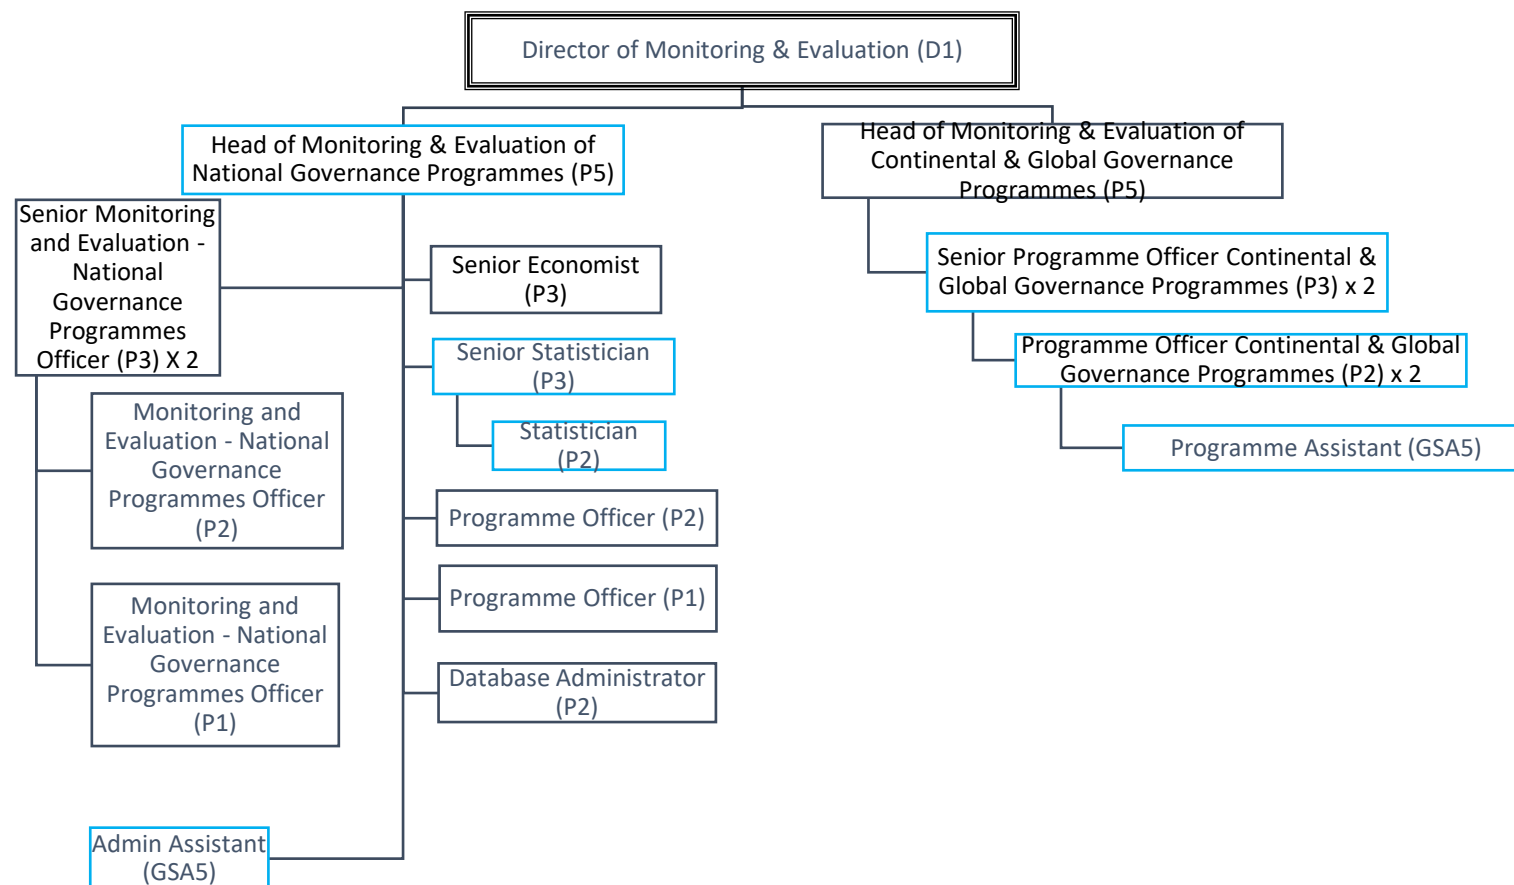 Director of Monitoring & Evaluation (D1)
Head of Monitoring & Evaluation of
National Governance Programmes (P5)
Head of Monitoring & Evaluation of
Continental & Global Governance
Programmes (P5)
Senior Monitoring
and Evaluation -
National
Governance
Programmes
Officer (P3) X 2
Monitoring and
Evaluation - National
Governance
Programmes Officer
(P2)
Monitoring and
Evaluation - National
Governance
Programmes Officer
(P1)
Admin Assistant
(GSA5)
Senior Economist
(P3)
Senior Statistician
(P3)
Statistician
(P2)
Programme Officer (P2)
Programme Officer (P1)
Database Administrator
(P2)
Senior Programme Officer Continental &
Global Governance Programmes (P3) x 2
Programme Officer Continental & Global
Governance Programmes (P2) x 2
Programme Assistant (GSA5)